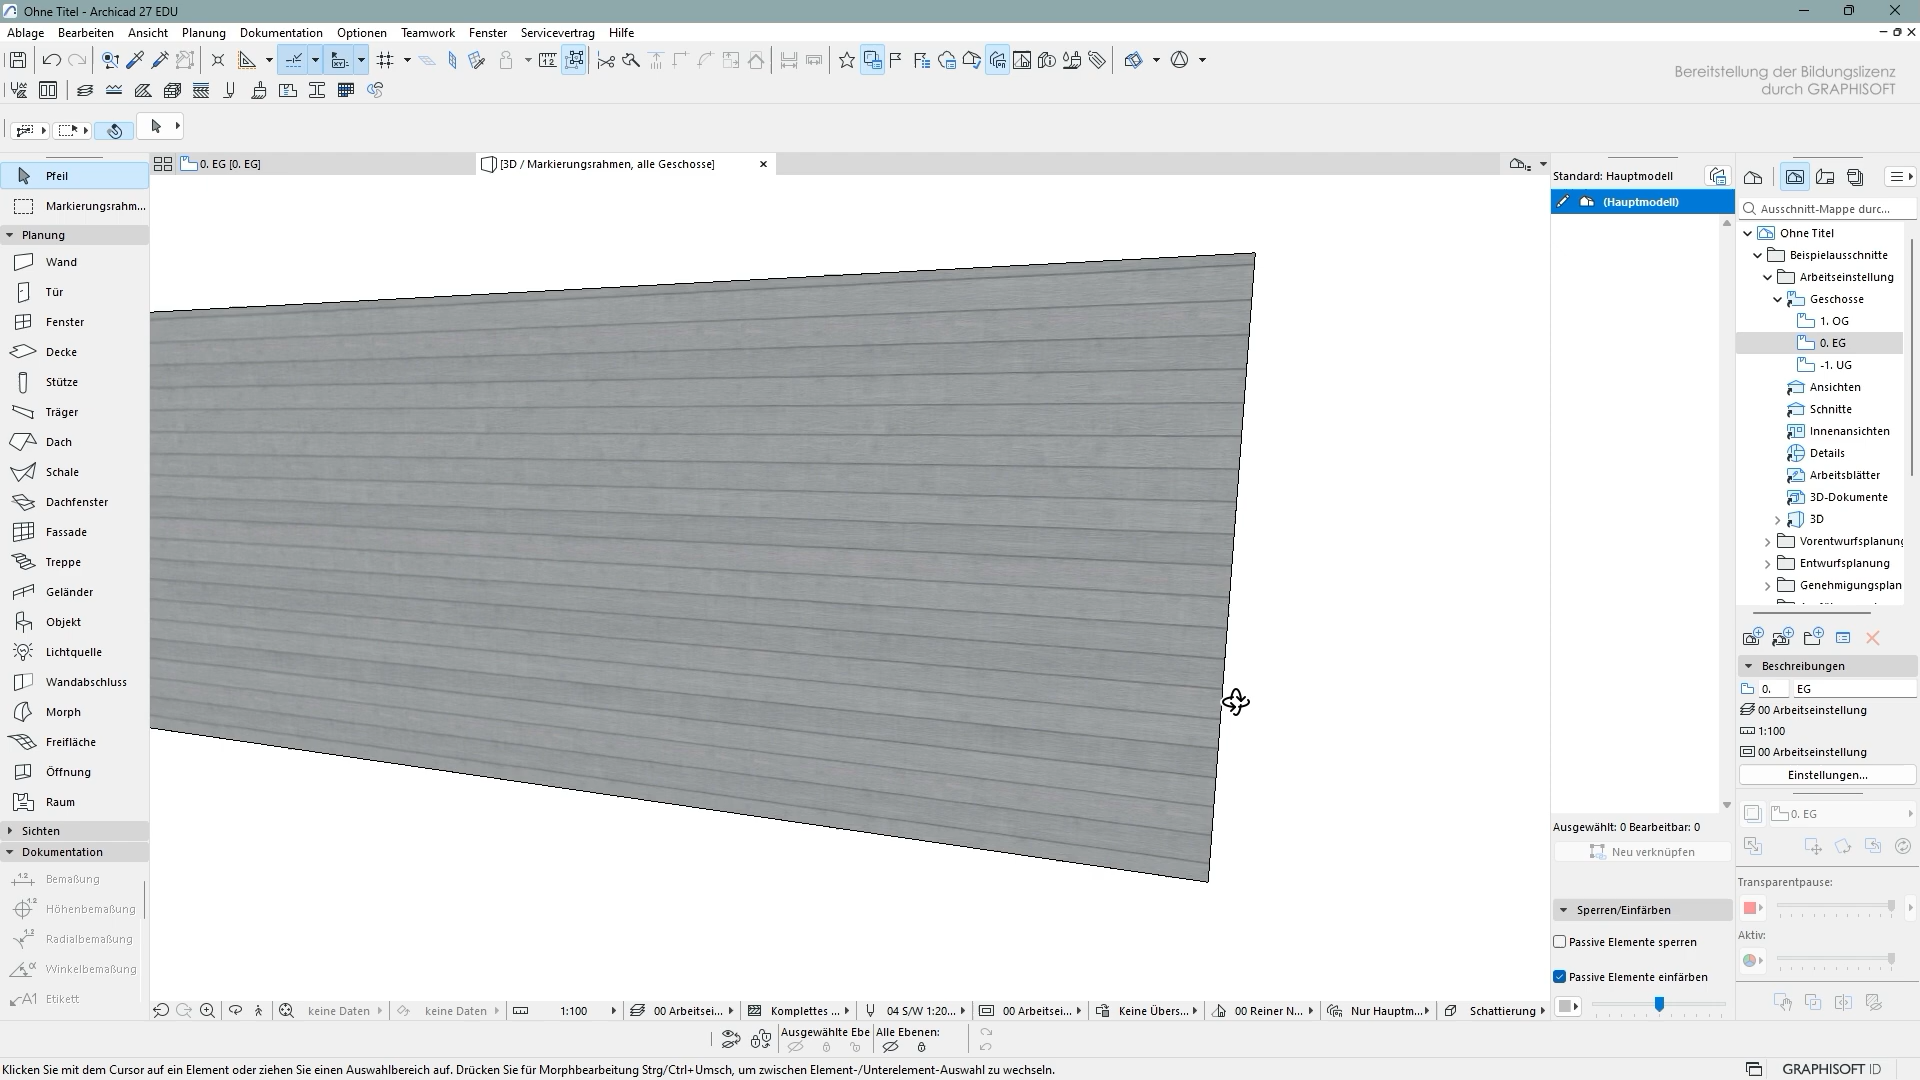 Ohne Titel - Archicad 27 EDU
Ablage Bearbeiten Ansicht Planung Dokumentation Optionen Teamwork Fenster Servicevertrag Hilfe
Bereitstellung der Bildungslizenz
durch GRAPHISOFT
0. EG [0. EG]
[3D / Markierungsrahmen, alle Geschosse]
Pfeil
Markierungsrahm...
Planung
Wand
Tür
Fenster
Decke
Stütze
Träger
Dach
Schale
Dachfenster
Fassade
Treppe
Geländer
Objekt
Lichtquelle
Wandabschluss
Morph
Freifläche
Öffnung
Raum
Sichten
Dokumentation
Bemaßung
Höhenbemaßung
Radialbemaßung
Winkelbemaßung
Etikett
Standard: Hauptmodell
(Hauptmodell)
Ausgewählt: 0 Bearbeitbar: 0
Neu verknüpfen
Sperren/Einfärben
Passive Elemente sperren
Passive Elemente einfärben
Ausschnitt-Mappe durc...
Ohne Titel
Beispielausschnitte
Arbeitseinstellung
Geschosse
1. OG
0. EG
-1. UG
Ansichten
Schnitte
Innenansichten
Details
Arbeitsblätter
3D-Dokumente
3D
Vorentwurfsplanung
Entwurfsplanung
Genehmigungsplan
Beschreibungen
0. EG
00 Arbeitseinstellung
1:100
00 Arbeitseinstellung
Einstellungen...
0. EG
Transparentpause:
Aktiv:
keine Daten keine Daten 1:100 00 Arbeitsei... Komplettes ... 04 S/W 1:20... 00 Arbeitsei... Keine Übers... 00 Reiner N... Nur Hauptm... Schattierung
Ausgewählte Ebe Alle Ebenen:
Klicken Sie mit dem Cursor auf ein Element oder ziehen Sie einen Auswahlbereich auf. Drücken Sie für Morphbearbeitung Strg/Ctrl+Umsch, um zwischen Element-/Unterelement-Auswahl zu wechseln.
GRAPHISOFT ID